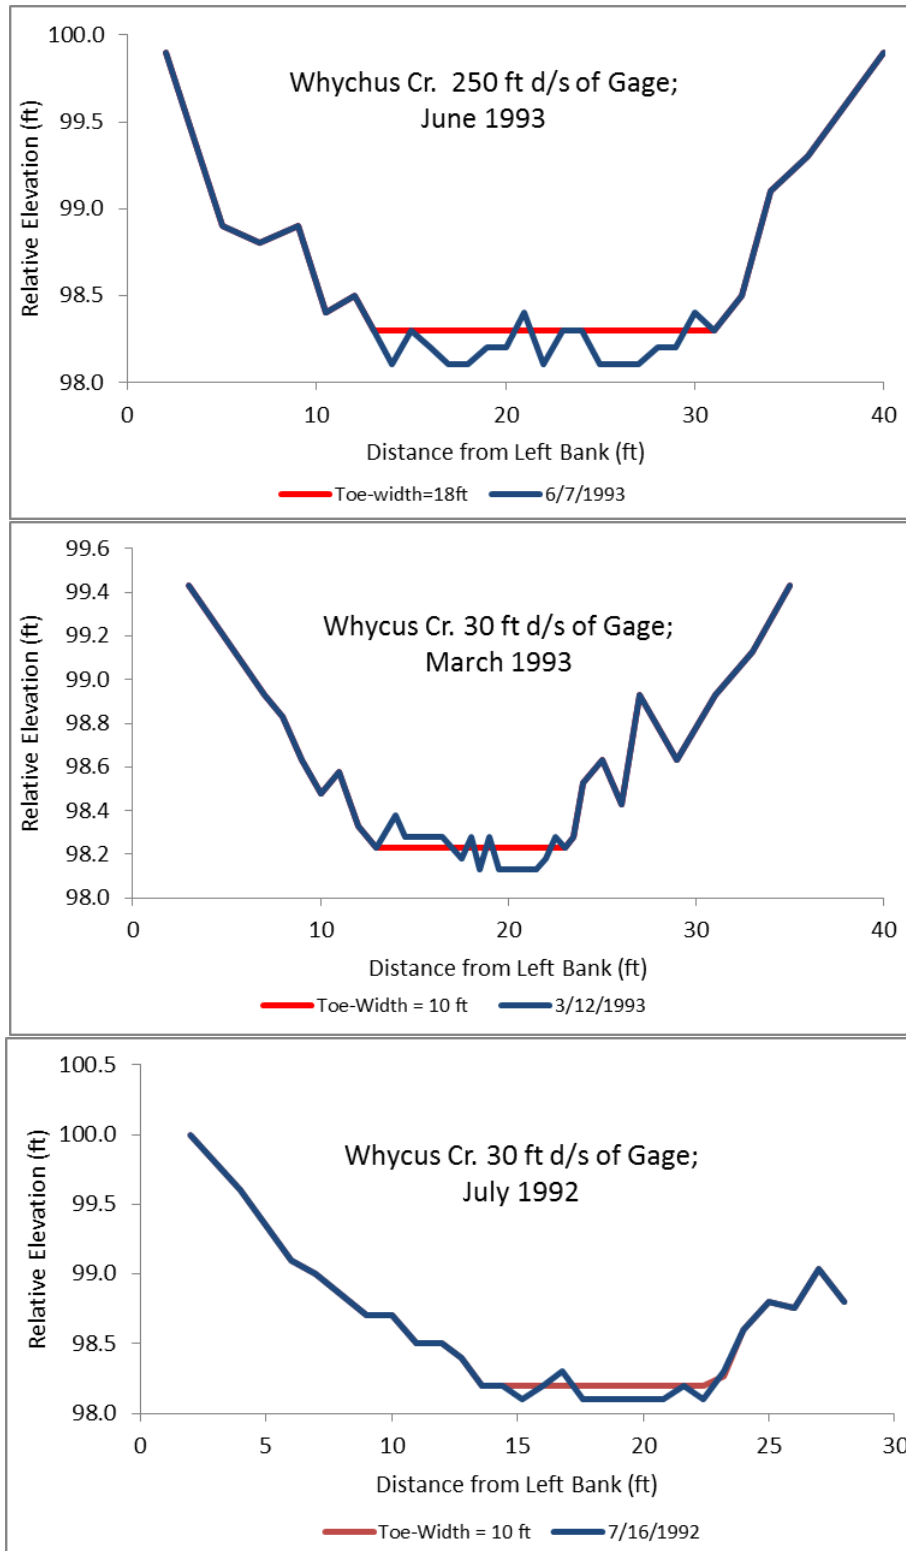 100.0
Whychus Cr. 250 ft d/s of Gage;
June 1993
99.5
99.0
98.5
98.0
Relative Elevation (ft)
0 10 20 30 40
Distance from Left Bank (ft)
Toe-width=18ft 6/7/1993
99.6
99.4
Whycus Cr. 30 ft d/s of Gage;
March 1993
99.2
99.0
98.8
98.6
98.4
98.2
98.0
Relative Elevation (ft)
0 10 20 30 40
Distance from Left Bank (ft)
Toe-Width = 10 ft 3/12/1993
100.5
100.0
Whycus Cr. 30 ft d/s of Gage;
July 1992
99.5
99.0
98.5
98.0
Relative Elevation (ft)
0 5 10 15 20 25 30
Distance from Left Bank (ft)
Toe-Width = 10 ft 7/16/1992